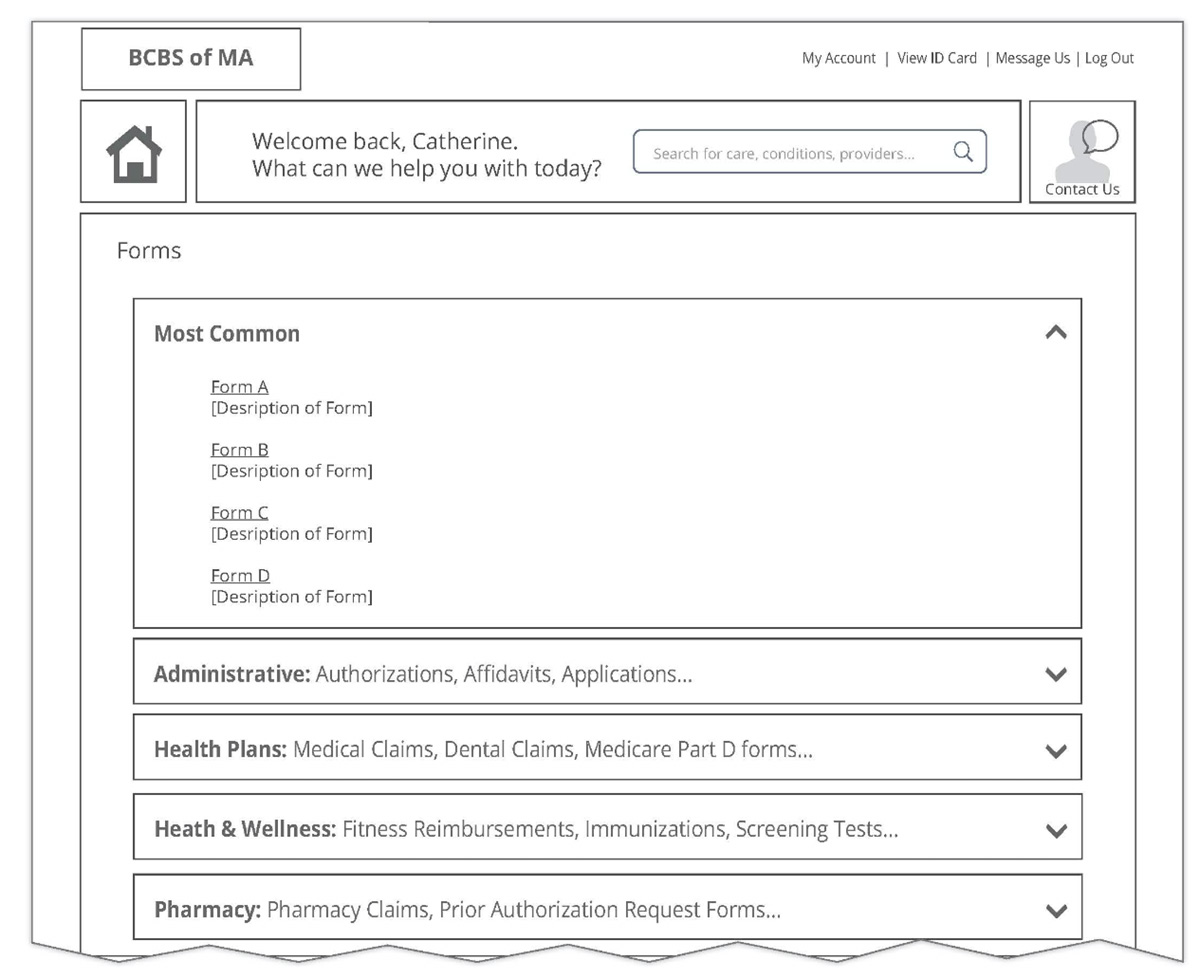 BCBS of MA
My Account | View ID Card | Message Us | Log Out
Welcome back, Catherine.
What can we help you with today?
Search for care, conditions, providers...
Contact Us
Forms
Most Common
Form A
[Desription of Form]
Form B
[Desription of Form]
Form C
[Desription of Form]
Form D
[Desription of Form]
Administrative: Authorizations, Affidavits, Applications...
Health Plans: Medical Claims, Dental Claims, Medicare Part D forms...
Heath & Wellness: Fitness Reimbursements, Immunizations, Screening Tests...
Pharmacy: Pharmacy Claims, Prior Authorization Request Forms...